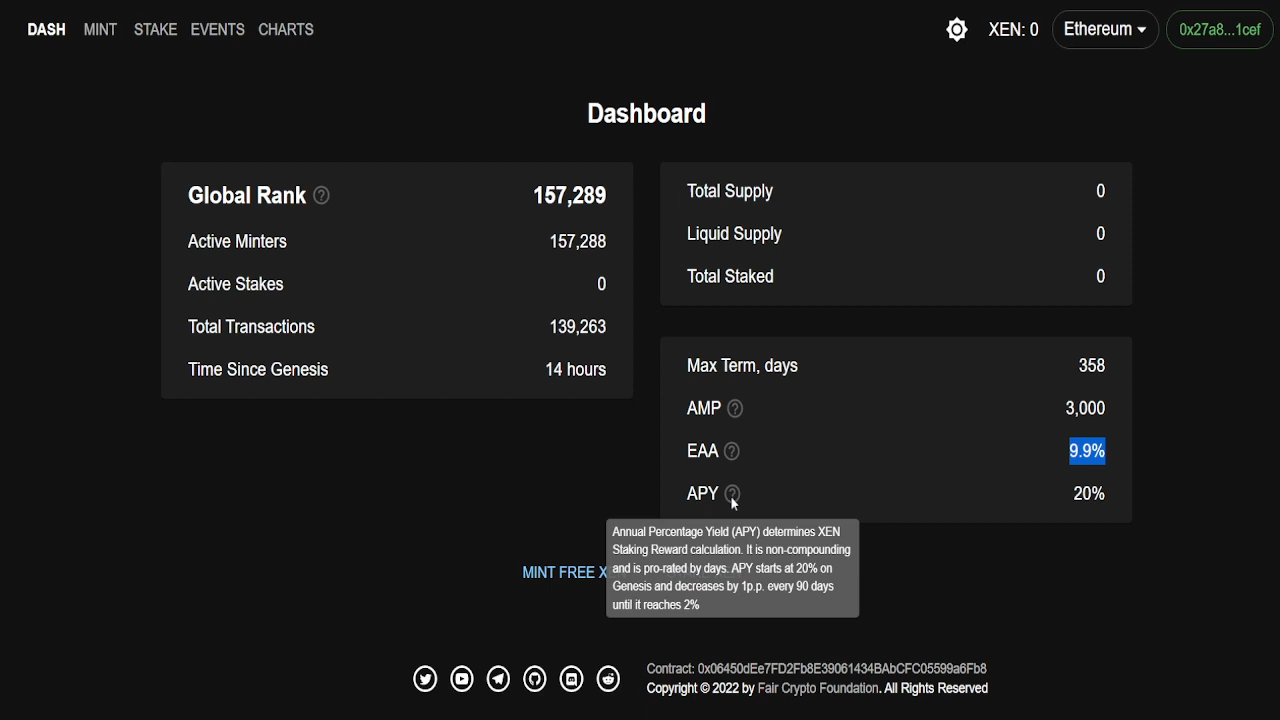 DASH MINT STAKE EVENTS CHARTS XEN: 0 Ethereum 0x27a8...1cef
Dashboard
Global Rank ? 157,289
Active Minters 157,288
Active Stakes 0
Total Transactions 139,263
Time Since Genesis 14 hours
Total Supply 0
Liquid Supply 0
Total Staked 0
Max Term, days 358
AMP ? 3,000
EAA ? 9.9%
APY ? 20%
Annual Percentage Yield (APY) determines XEN
Staking Reward calculation. It is non-compounding
and is pro-rated by days. APY starts at 20% on
Genesis and decreases by 1p.p. every 90 days
until it reaches 2%
MINT FREE X
Contract: 0x06450dEe7FD2Fb8E39061434BAbCFC05599a6Fb8
Copyright © 2022 by Fair Crypto Foundation. All Rights Reserved